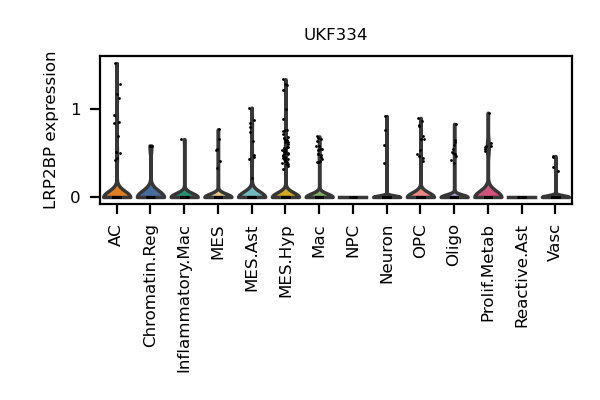 UKF334
LRP2BP expression
1
0
AC
Chromatin.Reg
Inflammatory.Mac
MES
MES.Ast
MES.Hyp
Mac
NPC
Neuron
OPC
Oligo
Prolif.Metab
Reactive.Ast
Vasc